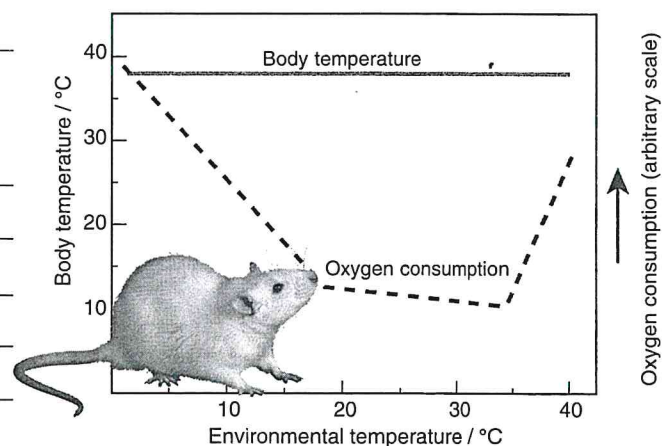 Body temperature / °C
40
30
20
10
Body temperature
Oxygen consumption
Oxygen consumption (arbitrary scale)
10 20 30 40
Environmental temperature / °C